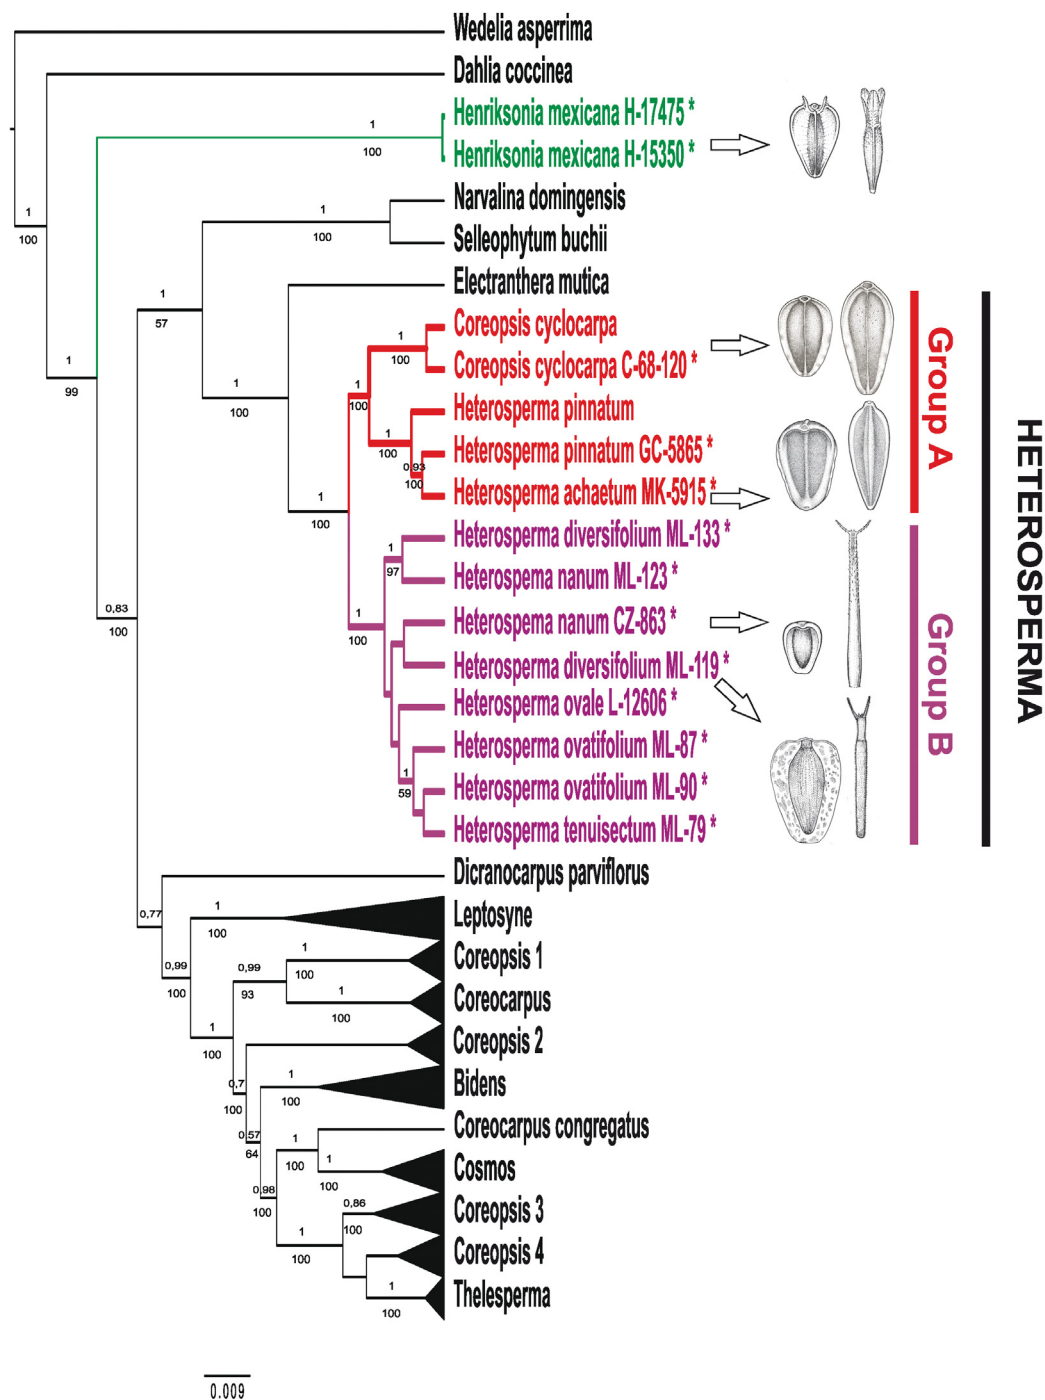 Wedelia asperrima
Dahlia coccinea
Henriksonia mexicana H-17475 *
1
100
Henriksonia mexicana H-15350 *
Narvalina domingensis
1
100
Selleophytum buchii
1
100
Electranthera mutica
1
57
Coreopsis cyclocarpa
1
100
Coreopsis cyclocarpa C-68-120 *
1
99
1
100
1
100
Heterosperma pinnatum
1
100
Heterosperma pinnatum GC-5865 *
0,93
100
Heterosperma achaetum MK-5915 *
1
100
Heterosperma diversifolium ML-133 *
1
97
Heterospema nanum ML-123 *
0,83
100
1
100
Heterospema nanum CZ-863 *
Heterosperma diversifolium ML-119 *
Heterosperma ovale L-12606 *
Heterosperma ovatifolium ML-87 *
1
59
Heterosperma ovatifolium ML-90 *
Heterosperma tenuisectum ML-79 *
Group A
Group B
HETEROSPERMA
Dicranocarpus parviflorus
0,77
Leptosyne
1
100
Coreopsis 1
1
100
0,99
100
0,99
93
Coreocarpus
1
100
1
100
Coreopsis 2
0,7
100
Bidens
1
100
Coreocarpus congregatus
0,57
64
1
100
Cosmos
1
100
0,98
100
Coreopsis 3
0,86
100
1
100
Coreopsis 4
Thelesperma
1
100
0.009